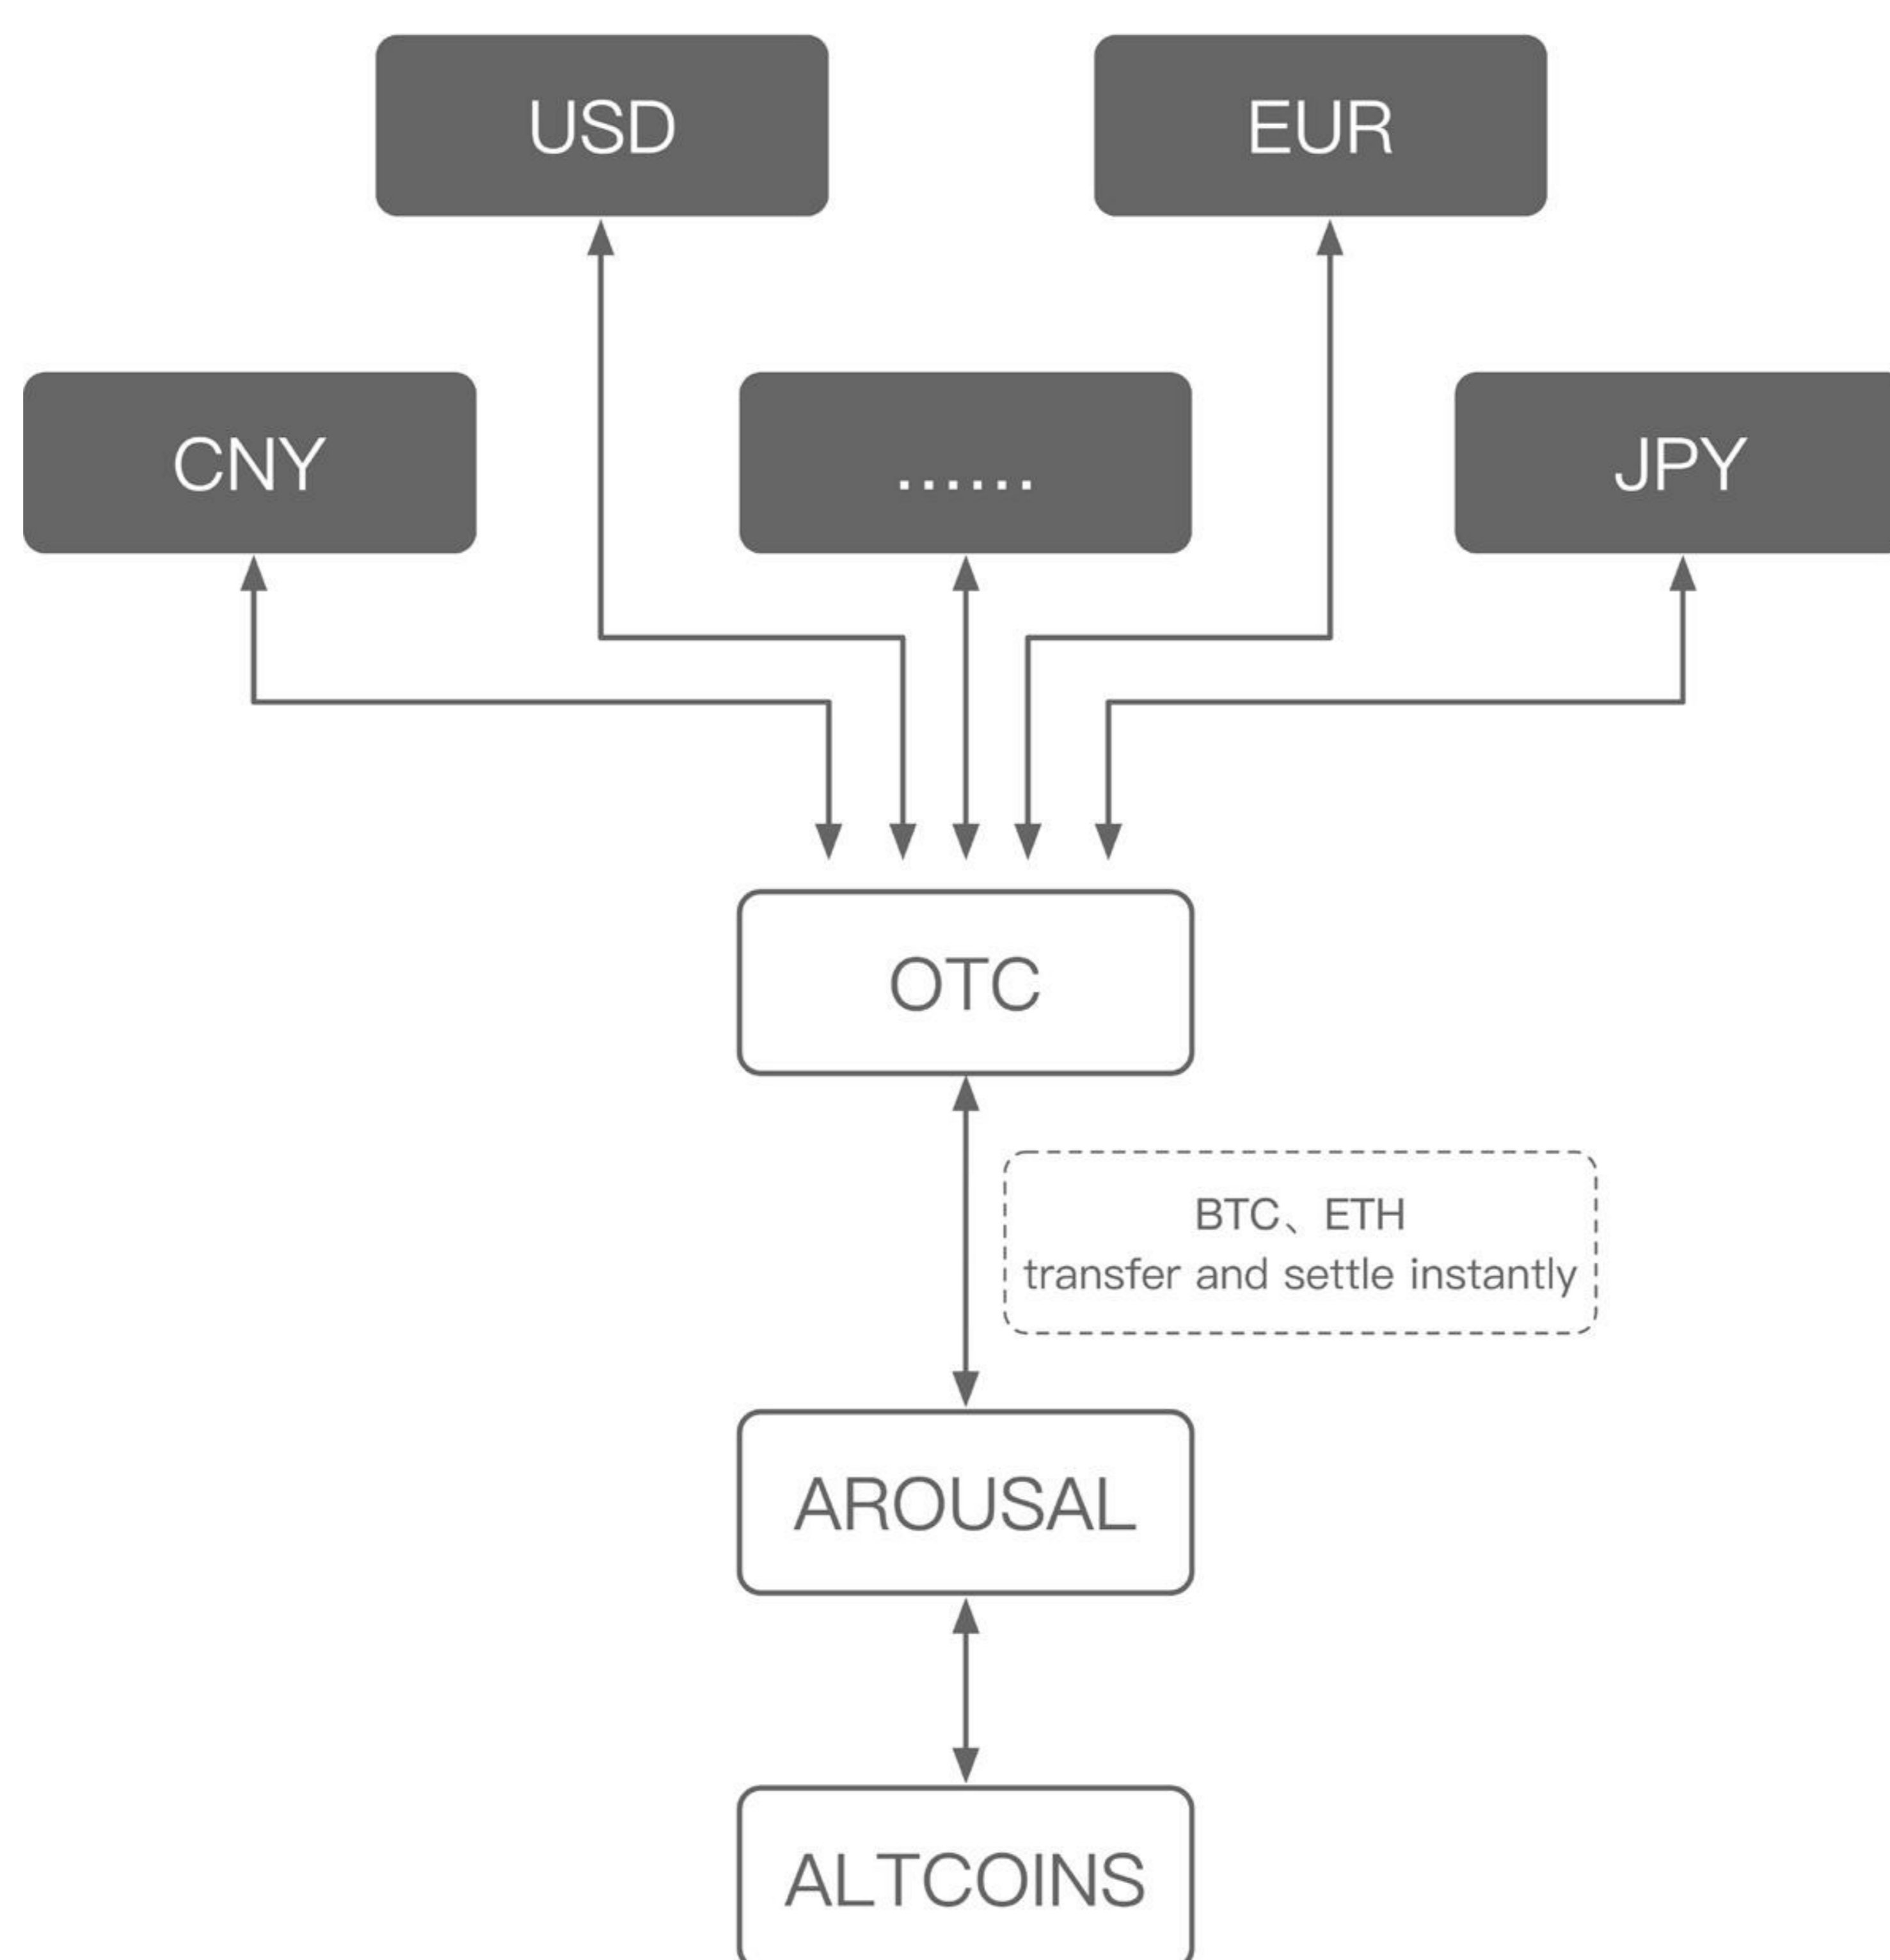 USD
EUR
CNY
......
JPY
OTC
BTC、ETH
transfer and settle instantly
AROUSAL
ALTCOINS